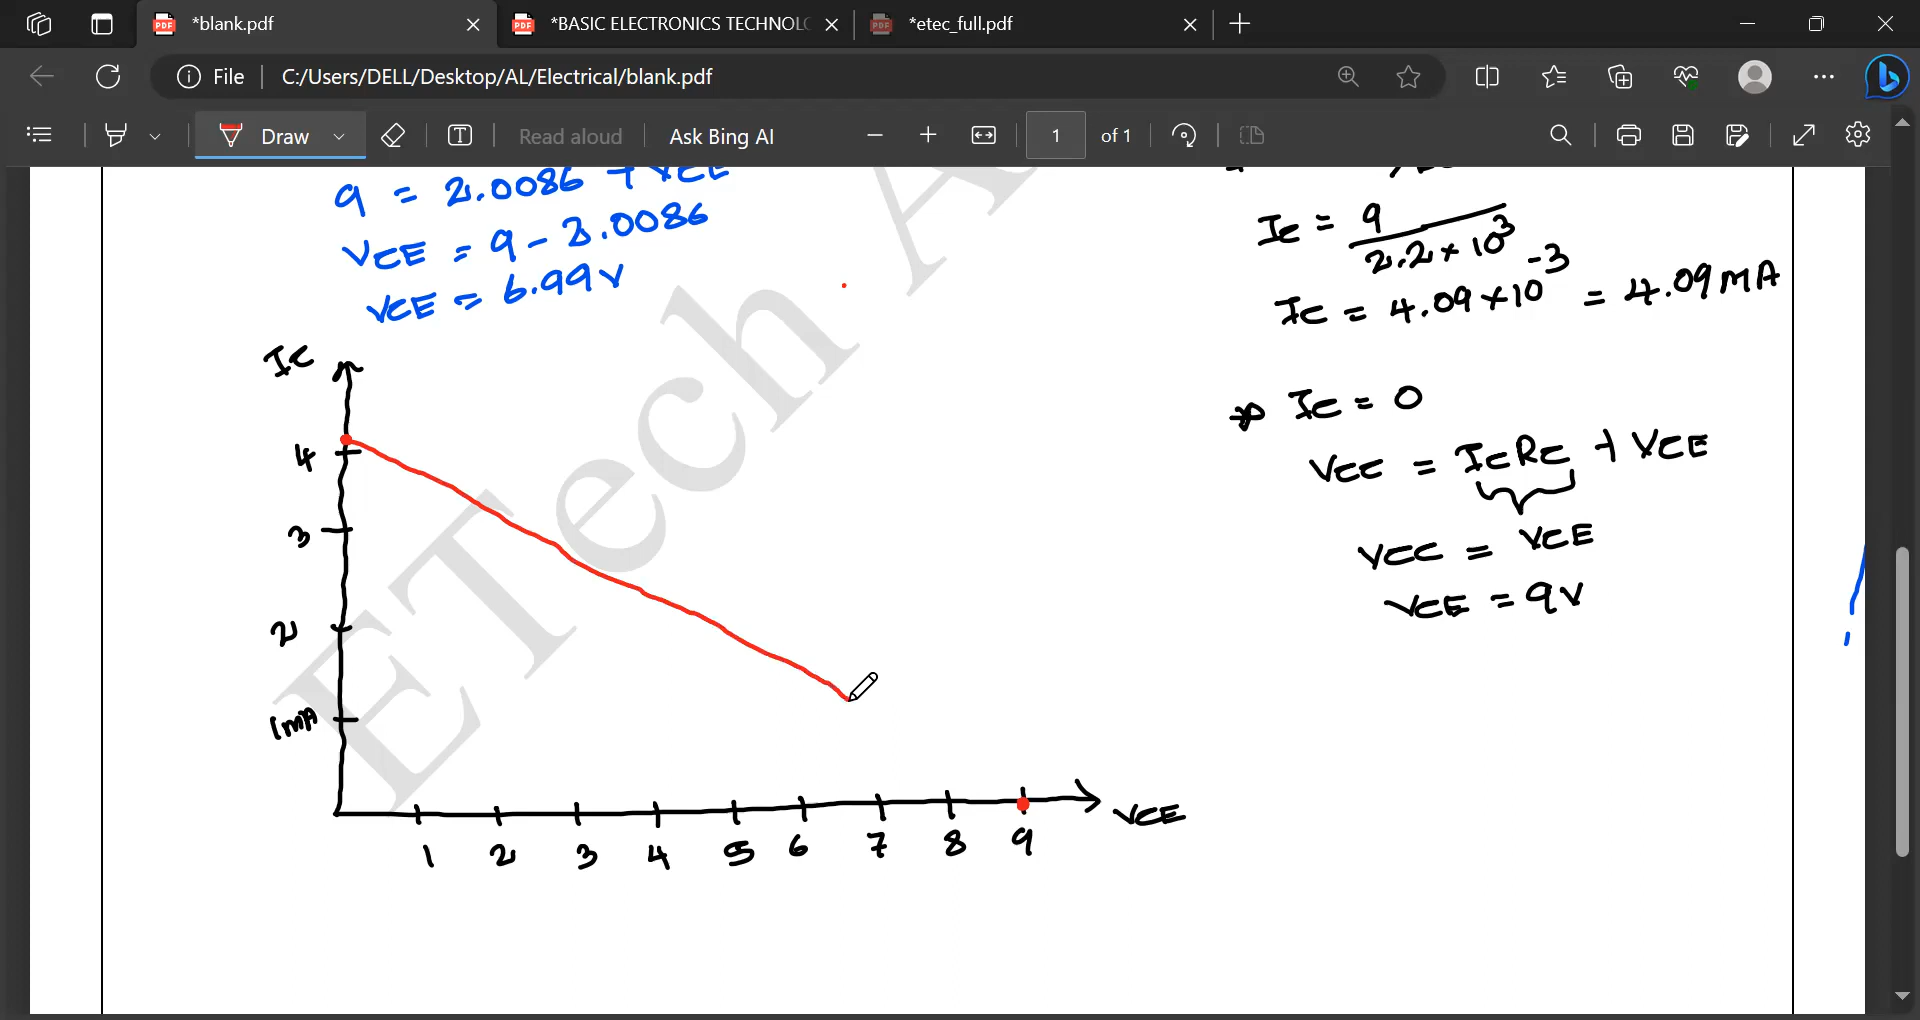 *blank.pdf
*BASIC ELECTRONICS TECHNOLO
*etec_full.pdf
File
C:/Users/DELL/Desktop/AL/Electrical/blank.pdf
Draw
Read aloud
Ask Bing AI
1
of 1
9 = 2.0086 + VCE
VCE = 9 - 2.0086
VCE = 6.99V
IC = 9
2.2 × 10³
IC = 4.09 × 10⁻³ = 4.09 MA
IC = 0
VCC = ICRC + VCE
VCC = VCE
VCE = 9V
IC
4
3
2
1mA
1 2 3 4 5 6 7 8 9
VCE
ETech A